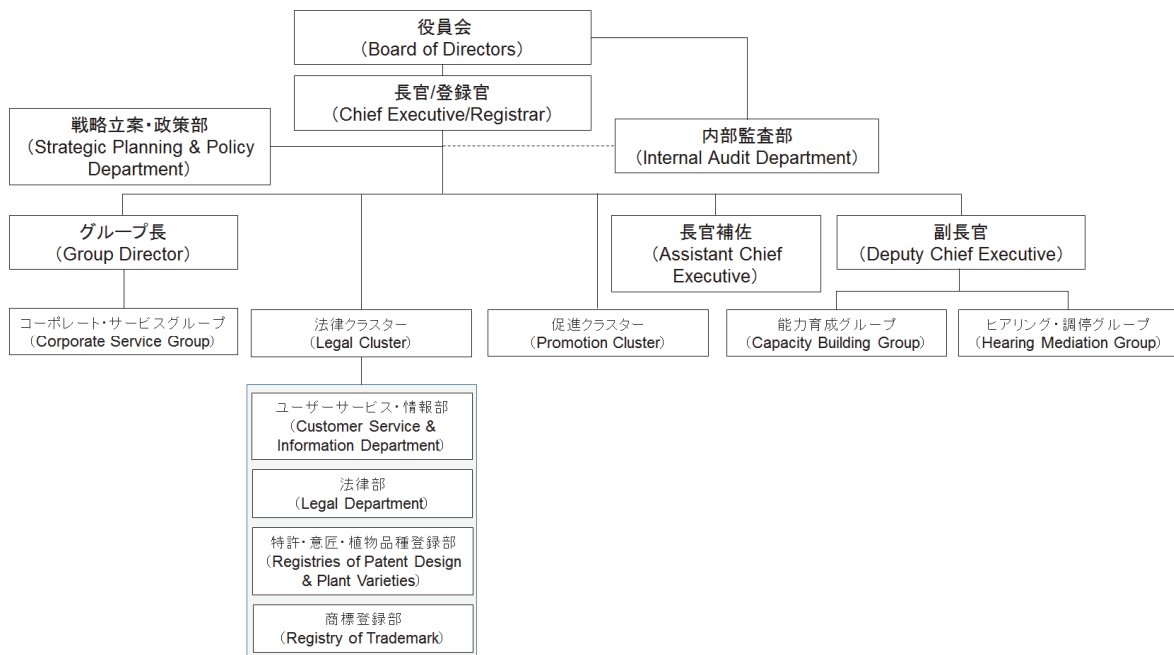 役員会
(Board of Directors)
長官/登録官
(Chief Executive/Registrar)
戦略立案・政策部
(Strategic Planning & Policy
Department)
内部監査部
(Internal Audit Department)
グループ長
(Group Director)
長官補佐
(Assistant Chief
Executive)
副長官
(Deputy Chief Executive)
コーポレート・サービスグループ
(Corporate Service Group)
法律クラスター
(Legal Cluster)
促進クラスター
(Promotion Cluster)
能力育成グループ
(Capacity Building Group)
ヒアリング・調停グループ
(Hearing Mediation Group)
ユーザーサービス・情報部
(Customer Service &
Information Department)
法律部
(Legal Department)
特許・意匠・植物品種登録部
(Registries of Patent Design
& Plant Varieties)
商標登録部
(Registry of Trademark)